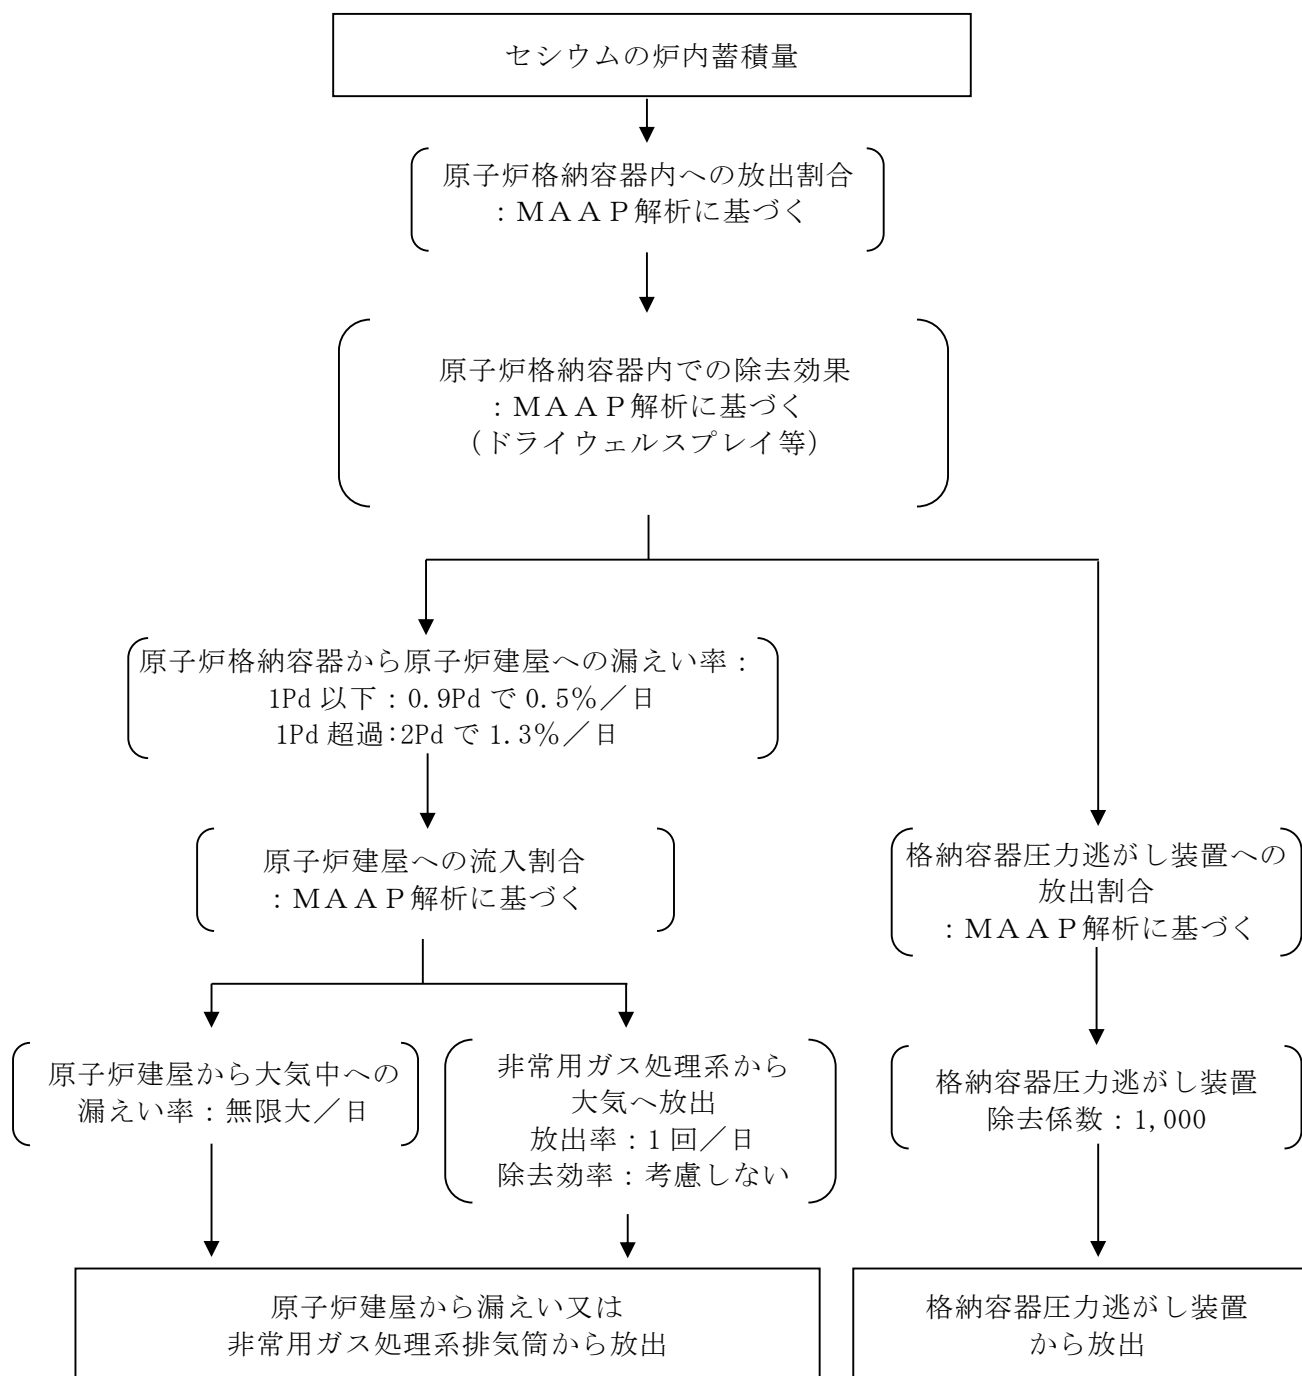 セシウムの炉内蓄積量
原子炉格納容器内への放出割合
：ＭＡＡＰ解析に基づく
原子炉格納容器内での除去効果
：ＭＡＡＰ解析に基づく
（ドライウェルスプレイ等）
原子炉格納容器から原子炉建屋への漏えい率：
1Pd 以下：0.9Pd で 0.5％／日
1Pd 超過：2Pd で 1.3％／日
原子炉建屋への流入割合
：ＭＡＡＰ解析に基づく
格納容器圧力逃がし装置への
放出割合
：ＭＡＡＰ解析に基づく
原子炉建屋から大気中への
漏えい率：無限大／日
非常用ガス処理系から
大気へ放出
放出率：1 回／日
除去効率：考慮しない
格納容器圧力逃がし装置
除去係数：1,000
原子炉建屋から漏えい又は
非常用ガス処理系排気筒から放出
格納容器圧力逃がし装置
から放出